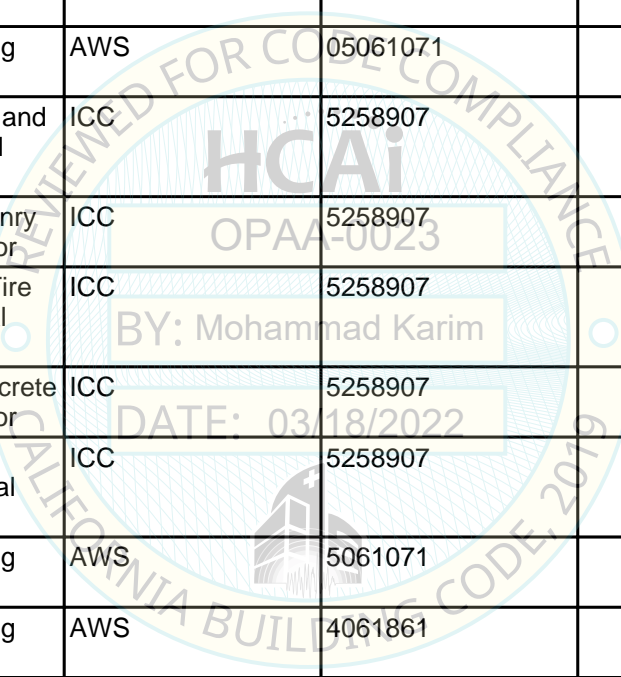 g AWS 05061071
and ICC 5258907
l
nry ICC 5258907
or
ire ICC 5258907
l
crete ICC 5258907
or
ICC 5258907
al
g AWS 5061071
g AWS 4061861
REVIEWED FOR CODE COMPLIANCE
HCAi
OPAA-0023
BY: Mohammad Karim
DATE: 03/18/2022
CALIFORNIA BUILDING CODE, 2019